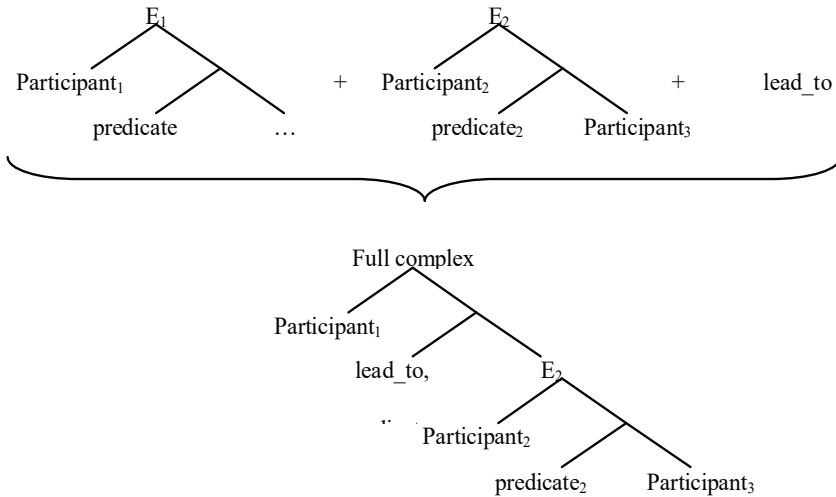 E₁ E₂
Participant₁ + Participant₂ + lead_to
predicate … predicate₂ Participant₃
Full complex
Participant₁
lead_to, E₂
Participant₂
predicate₂ Participant₃